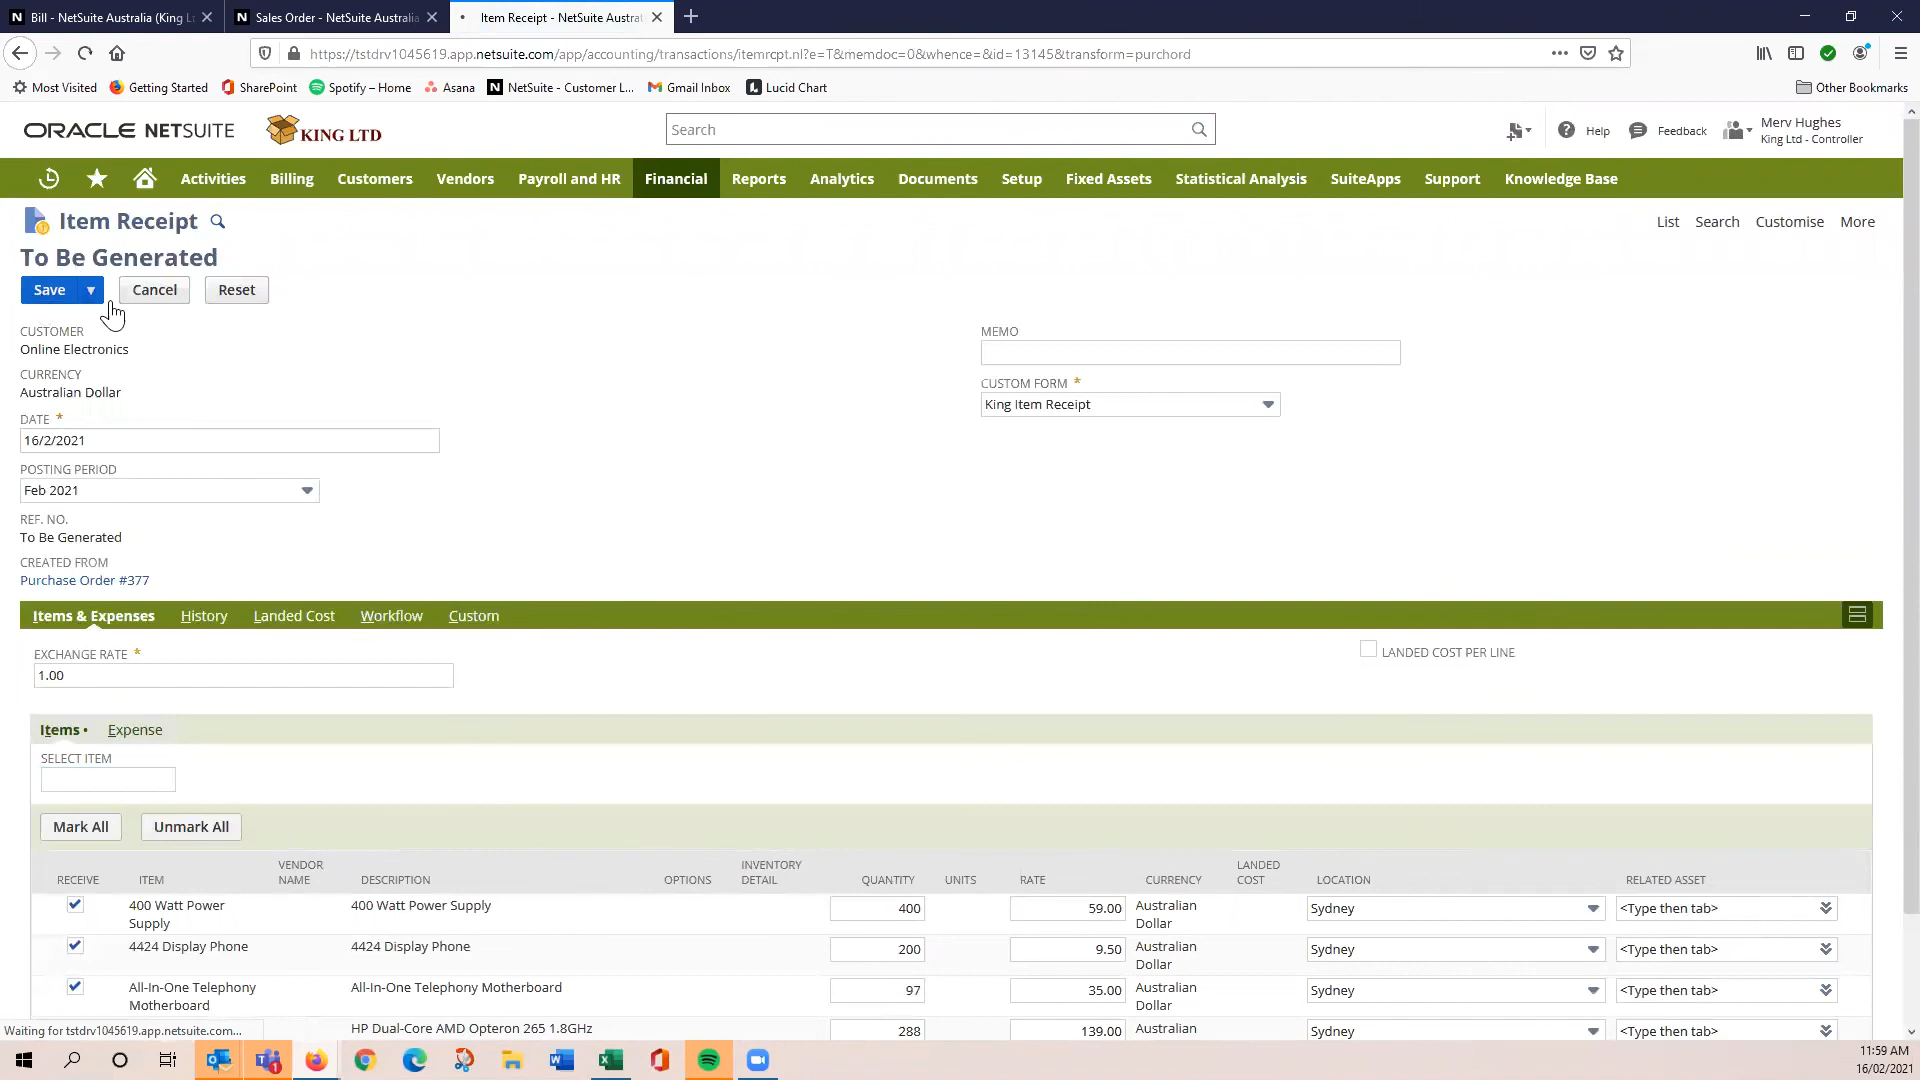 Bill - NetSuite Australia (King L
Sales Order - NetSuite Australia
Item Receipt - NetSuite Austra
https://tstdrv1045619.app.netsuite.com/app/accounting/transactions/itemrcpt.nl?e=T&memdoc=0&whence=&id=13145&transform=purchord
Most Visited Getting Started SharePoint Spotify – Home Asana NetSuite - Customer L... Gmail Inbox Lucid Chart Other Bookmarks
ORACLE NETSUITE KING LTD Search Help Feedback Merv Hughes
King Ltd - Controller
Activities Billing Customers Vendors Payroll and HR Financial Reports Analytics Documents Setup Fixed Assets Statistical Analysis SuiteApps Support Knowledge Base
Item Receipt List Search Customise More
To Be Generated
Save Cancel Reset
CUSTOMER
Online Electronics
CURRENCY
Australian Dollar
DATE *
16/2/2021
POSTING PERIOD
Feb 2021
REF. NO.
To Be Generated
CREATED FROM
Purchase Order #377
MEMO
CUSTOM FORM *
King Item Receipt
Items & Expenses History Landed Cost Workflow Custom
EXCHANGE RATE *
1.00
LANDED COST PER LINE
Items • Expense
SELECT ITEM
Mark All Unmark All
RECEIVE ITEM VENDOR NAME DESCRIPTION OPTIONS INVENTORY DETAIL QUANTITY UNITS RATE CURRENCY LANDED COST LOCATION RELATED ASSET
400 Watt Power Supply 400 Watt Power Supply 400 59.00 Australian Dollar Sydney <Type then tab>
4424 Display Phone 4424 Display Phone 200 9.50 Australian Dollar Sydney <Type then tab>
All-In-One Telephony Motherboard All-In-One Telephony Motherboard 97 35.00 Australian Dollar Sydney <Type then tab>
HP Dual-Core AMD Opteron 265 1.8GHz 288 139.00 Australian Sydney <Type then tab>
Waiting for tstdrv1045619.app.netsuite.com...
11:59 AM
16/02/2021